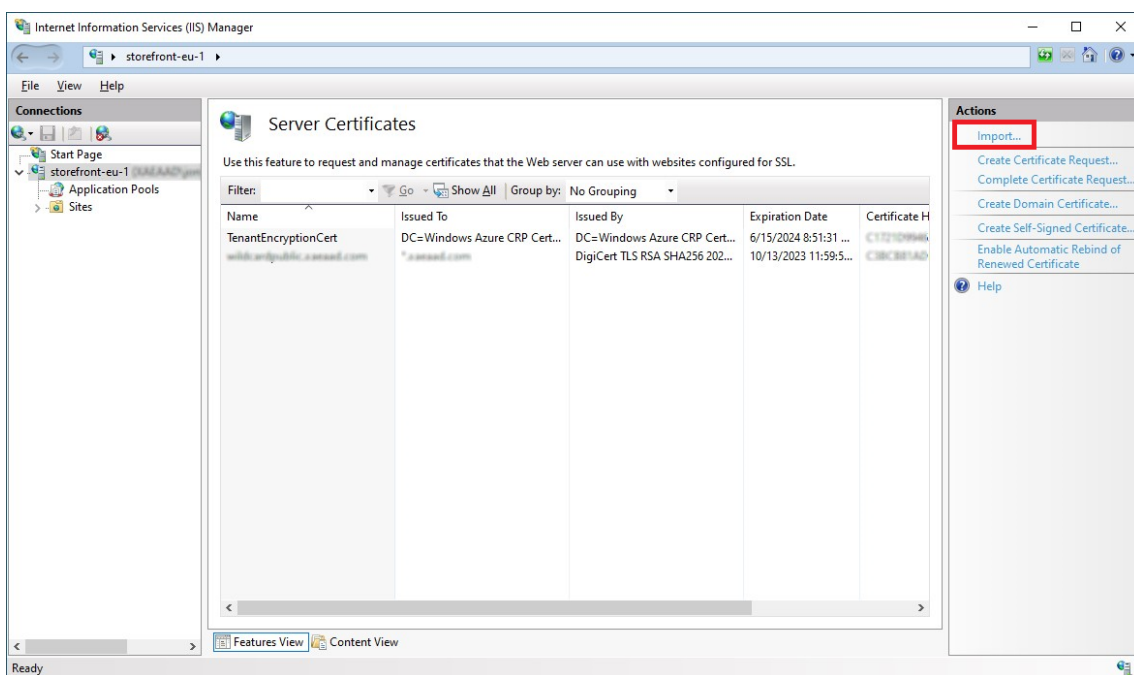 Internet Information Services (IIS) Manager
storefront-eu-1
File View Help
Connections
Start Page
storefront-eu-1
Application Pools
Sites
Server Certificates
Use this feature to request and manage certificates that the Web server can use with websites configured for SSL.
Filter: Go Show All Group by: No Grouping
Name Issued To Issued By Expiration Date Certificate H
TenantEncryptionCert DC=Windows Azure CRP Cert... DC=Windows Azure CRP Cert... 6/15/2024 8:51:31 ...
DigiCert TLS RSA SHA256 202... 10/13/2023 11:59:5...
Features View Content View
Actions
Import...
Create Certificate Request...
Complete Certificate Request...
Create Domain Certificate...
Create Self-Signed Certificate...
Enable Automatic Rebind of
Renewed Certificate
Help
Ready